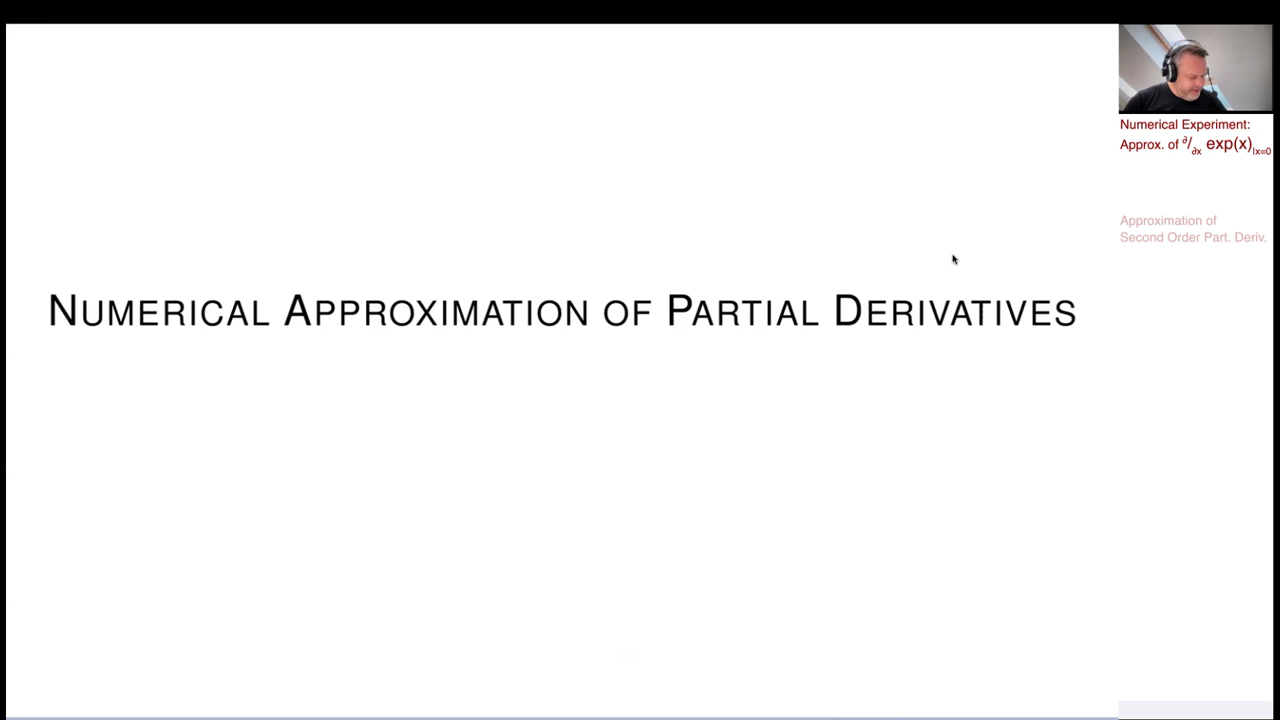 NUMERICAL APPROXIMATION OF PARTIAL DERIVATIVES
Numerical Experiment:
Approx. of ∂/∂x exp(x)|x=0
Approximation of
Second Order Part. Deriv.